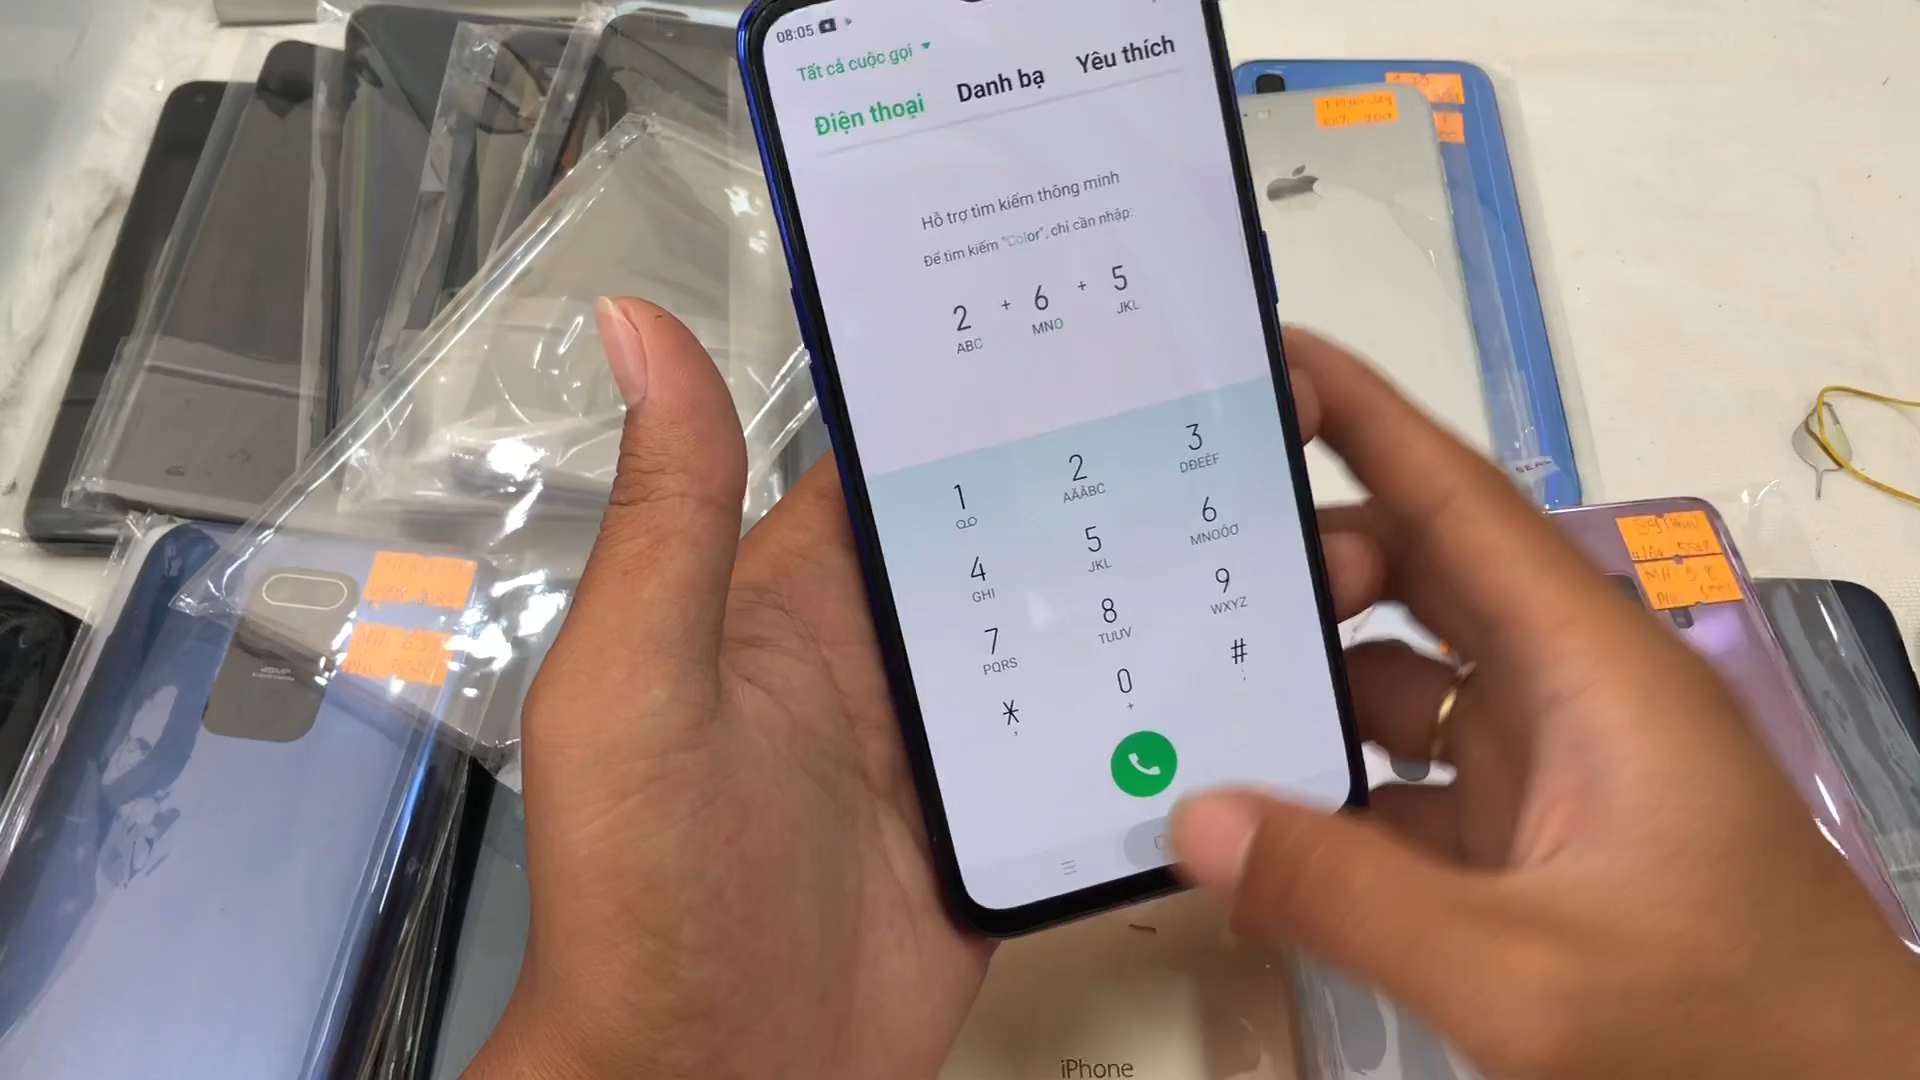 08:05
Tất cả cuộc gọi
Điện thoại Danh bạ Yêu thích
Hỗ trợ tìm kiếm thông minh
Để tìm kiếm "Color", chỉ cần nhập:
2 + 6 + 5
ABC MNO JKL
1 2 3
AĂÂBC DĐEÊF
4 5 6
GHI JKL MNOÔƠ
7 8 9
PQRS TUƯV WXYZ
* 0 #
, + ;
iPhone
48MP